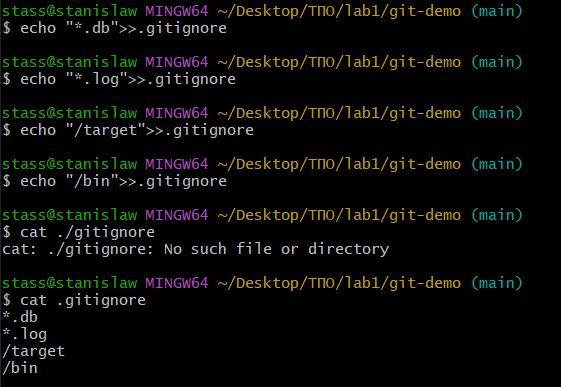 stass@stanislaw MINGW64 ~/Desktop/ТПО/lab1/git-demo (main)
$ echo "*.db">>.gitignore
stass@stanislaw MINGW64 ~/Desktop/ТПО/lab1/git-demo (main)
$ echo "*.log">>.gitignore
stass@stanislaw MINGW64 ~/Desktop/ТПО/lab1/git-demo (main)
$ echo "/target">>.gitignore
stass@stanislaw MINGW64 ~/Desktop/ТПО/lab1/git-demo (main)
$ echo "/bin">>.gitignore
stass@stanislaw MINGW64 ~/Desktop/ТПО/lab1/git-demo (main)
$ cat ./gitignore
cat: ./gitignore: No such file or directory
stass@stanislaw MINGW64 ~/Desktop/ТПО/lab1/git-demo (main)
$ cat .gitignore
*.db
*.log
/target
/bin